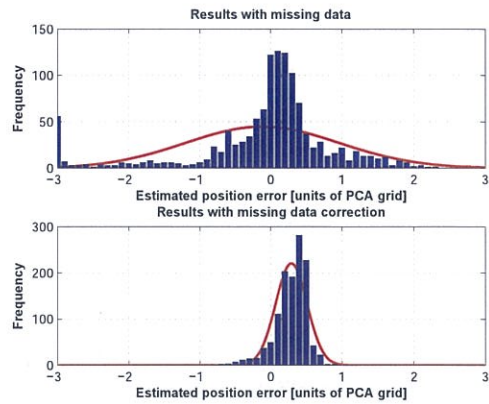 Results with missing data
150
100
50
0
Frequency
−3 −2 −1 0 1 2 3
Estimated position error [units of PCA grid]
Results with missing data correction
300
200
100
0
Frequency
−3 −2 −1 0 1 2 3
Estimated position error [units of PCA grid]